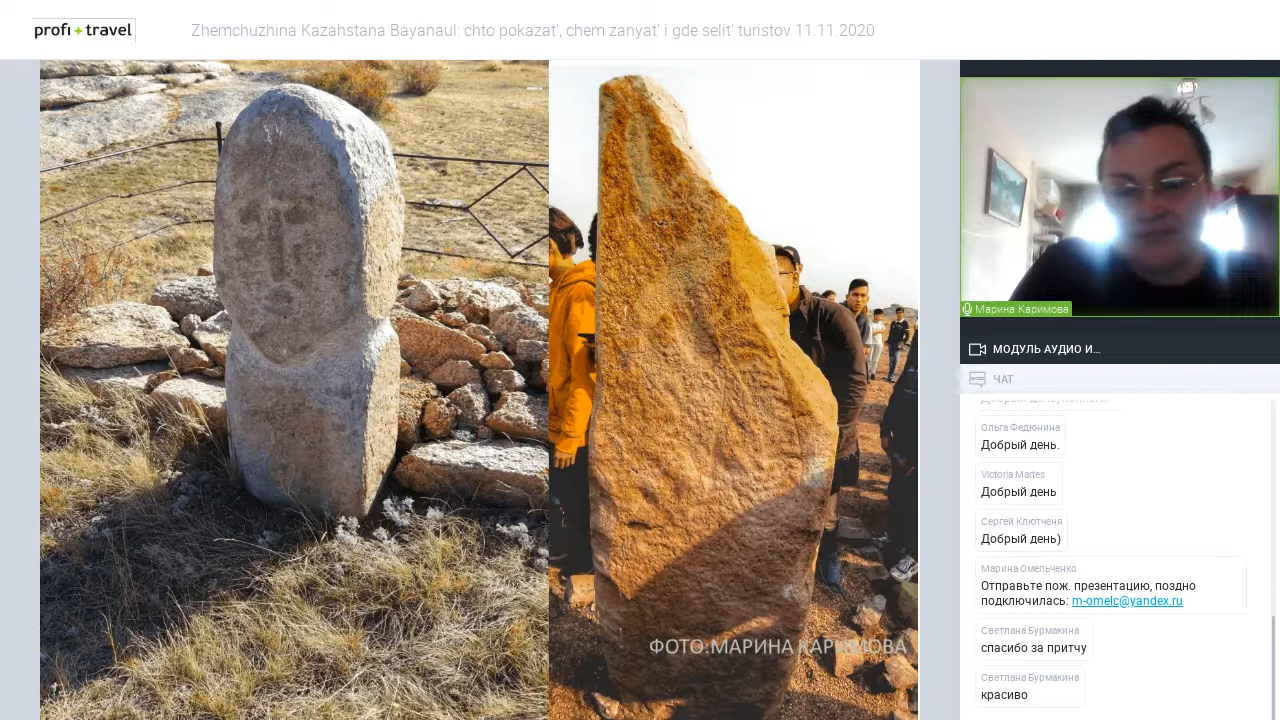 profi + travel
Zhemchuzhina Kazahstana Bayanaul: chto pokazat', chem zanyat' i gde selit' turistov 11.11.2020
ФОТО:МАРИНА КАРИМОВА
Марина Каримова
МОДУЛЬ АУДИО И...
ЧАТ
Ольга Федюнина
Добрый день.
Victoria Martes
Добрый день
Сергей Клютченя
Добрый день)
Марина Омельченко
Отправьте пож. презентацию, поздно
подключилась: m-omelc@yandex.ru
Светлана Бурмакина
спасибо за притчу
Светлана Бурмакина
красиво